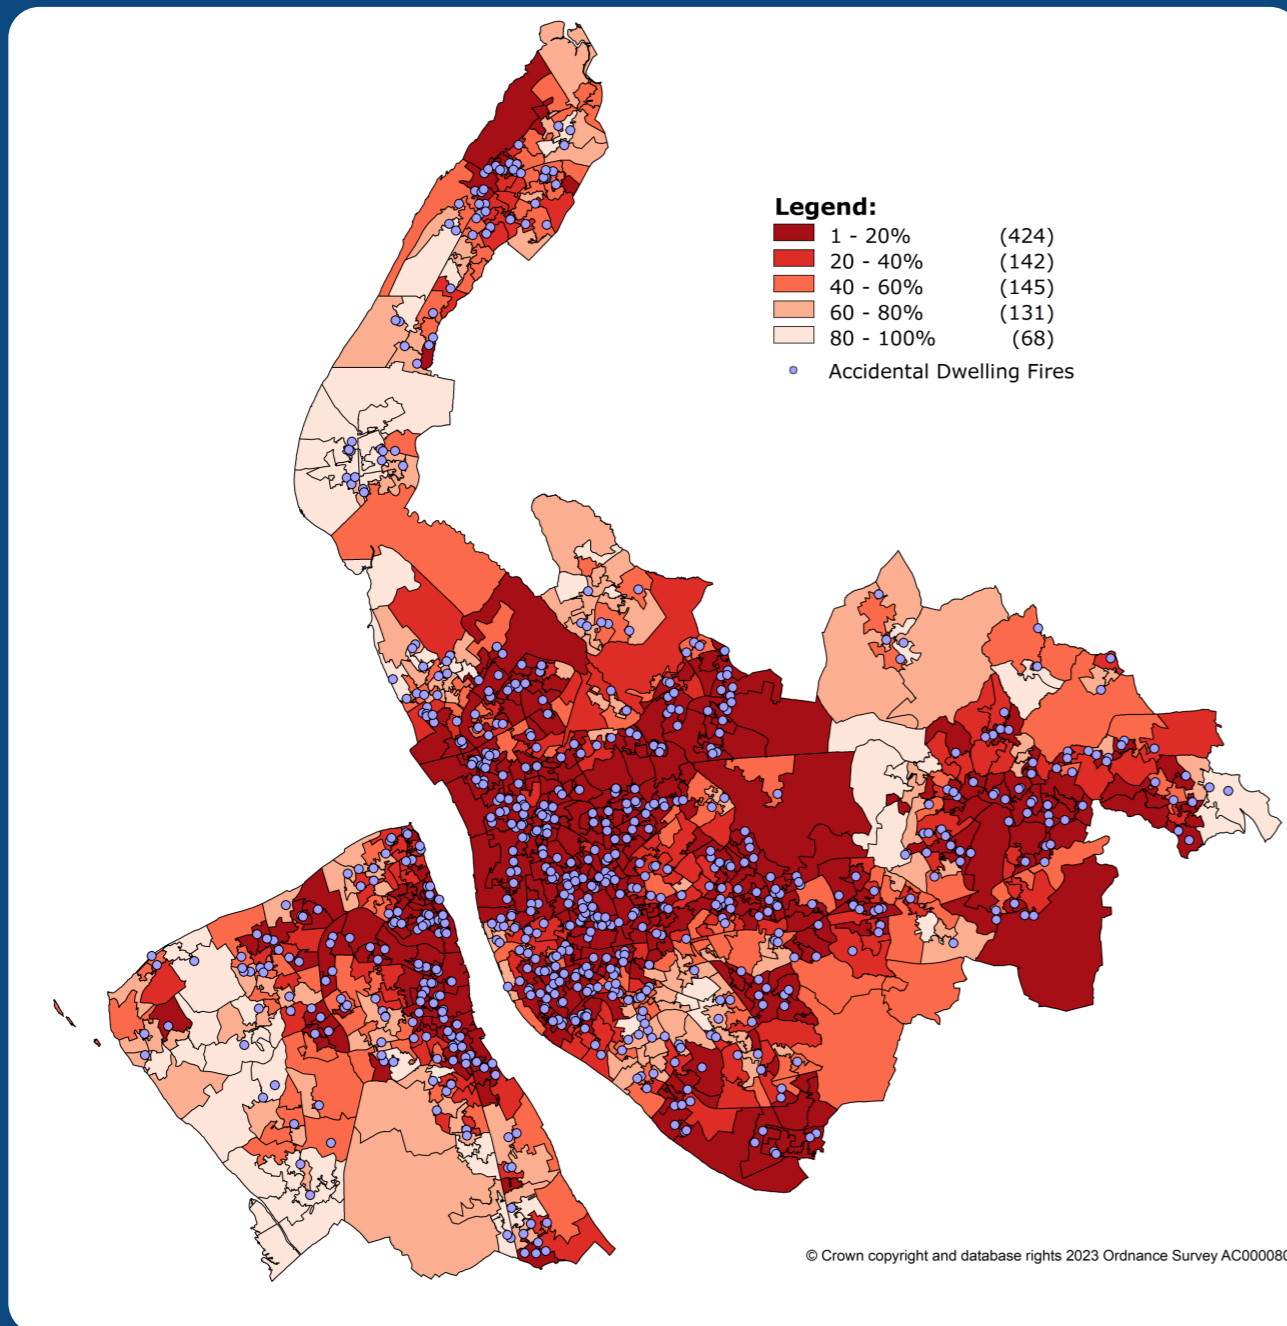 Legend:
1 - 20% (424)
20 - 40% (142)
40 - 60% (145)
60 - 80% (131)
80 - 100% (68)
Accidental Dwelling Fires
© Crown copyright and database rights 2023 Ordnance Survey AC000080